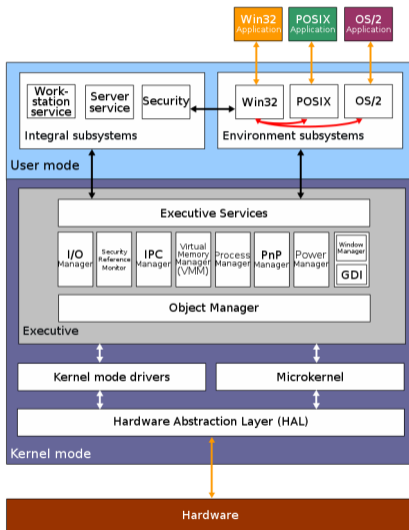 Win32
Application
POSIX
Application
OS/2
Application
Work-
station
service
Server
service
Security
Integral subsystems
Win32
POSIX
OS/2
Environment subsystems
User mode
Executive Services
I/O
Manager
Security
Reference
Monitor
IPC
Manager
Virtual
Memory
Manager
(VMM)
Process
Manager
PnP
Manager
Power
Manager
Window
Manager
GDI
Object Manager
Executive
Kernel mode drivers
Microkernel
Hardware Abstraction Layer (HAL)
Kernel mode
Hardware